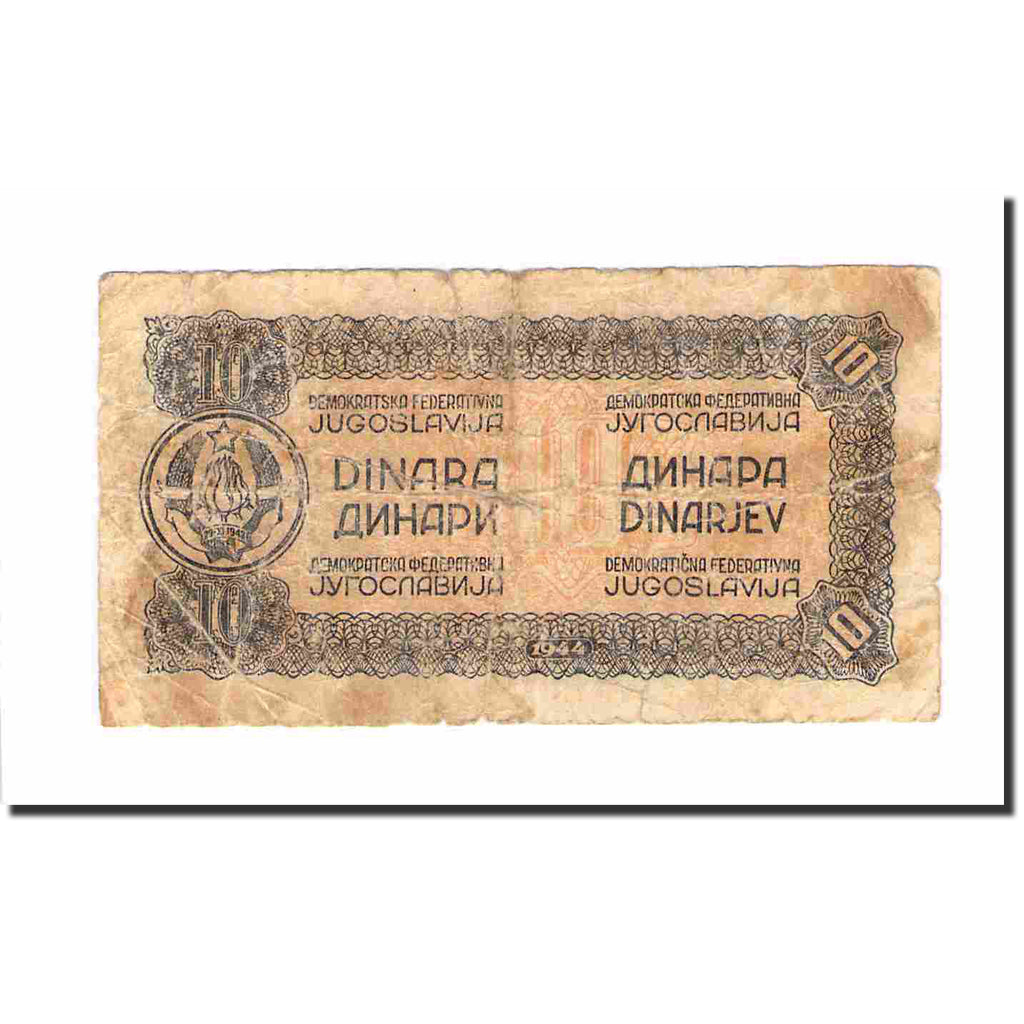 10
10
DEMOKRATSKA FEDERATIVNA
JUGOSLAVIJA
ДЕМОКРАТСКА ФЕДЕРАТИВНА
ЈУГОСЛАВИЈА
10
DINARA
ДИНАРИ
ДИНАРА
DINARJEV
ДЕМОКРАТСКА ФЕДЕРАТИВНА
ЈУГОСЛАВИЈА
DEMOKRATIČNA FEDERATIVNA
JUGOSLAVIJA
10
10
1944